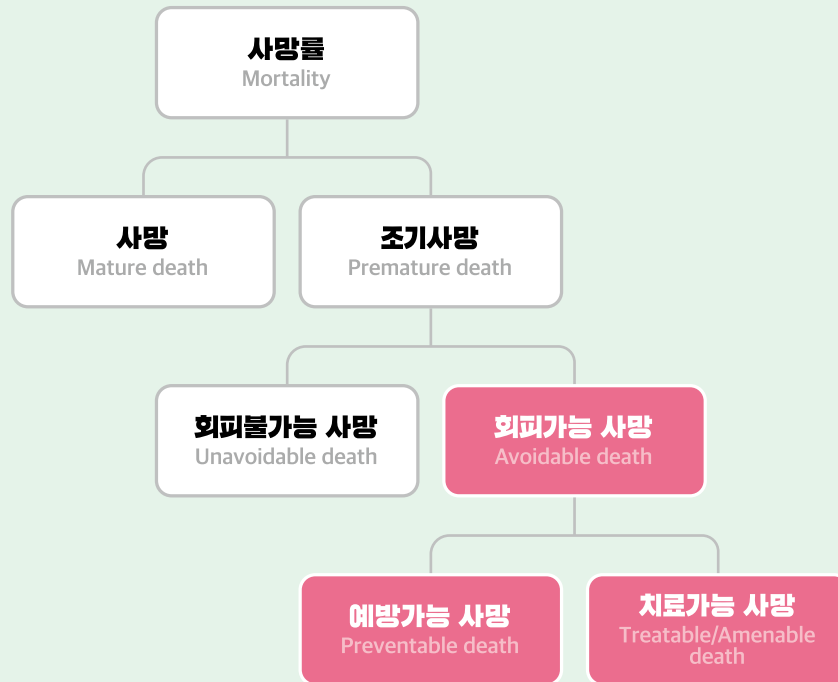 사망률
Mortality
사망
Mature death
조기사망
Premature death
회피불가능 사망
Unavoidable death
회피가능 사망
Avoidable death
예방가능 사망
Preventable death
치료가능 사망
Treatable/Amenable
death